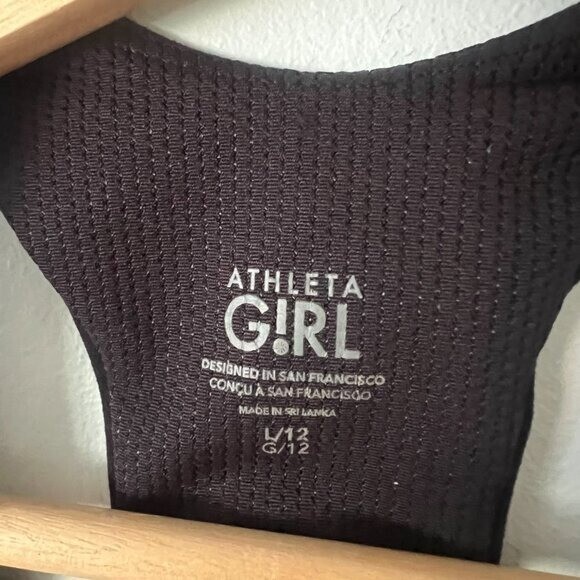 ATHLETA
G!RL
DESIGNED IN SAN FRANCISCO
CONÇU À SAN FRANCISCO
MADE IN SRI LANKA
L/12
G/12